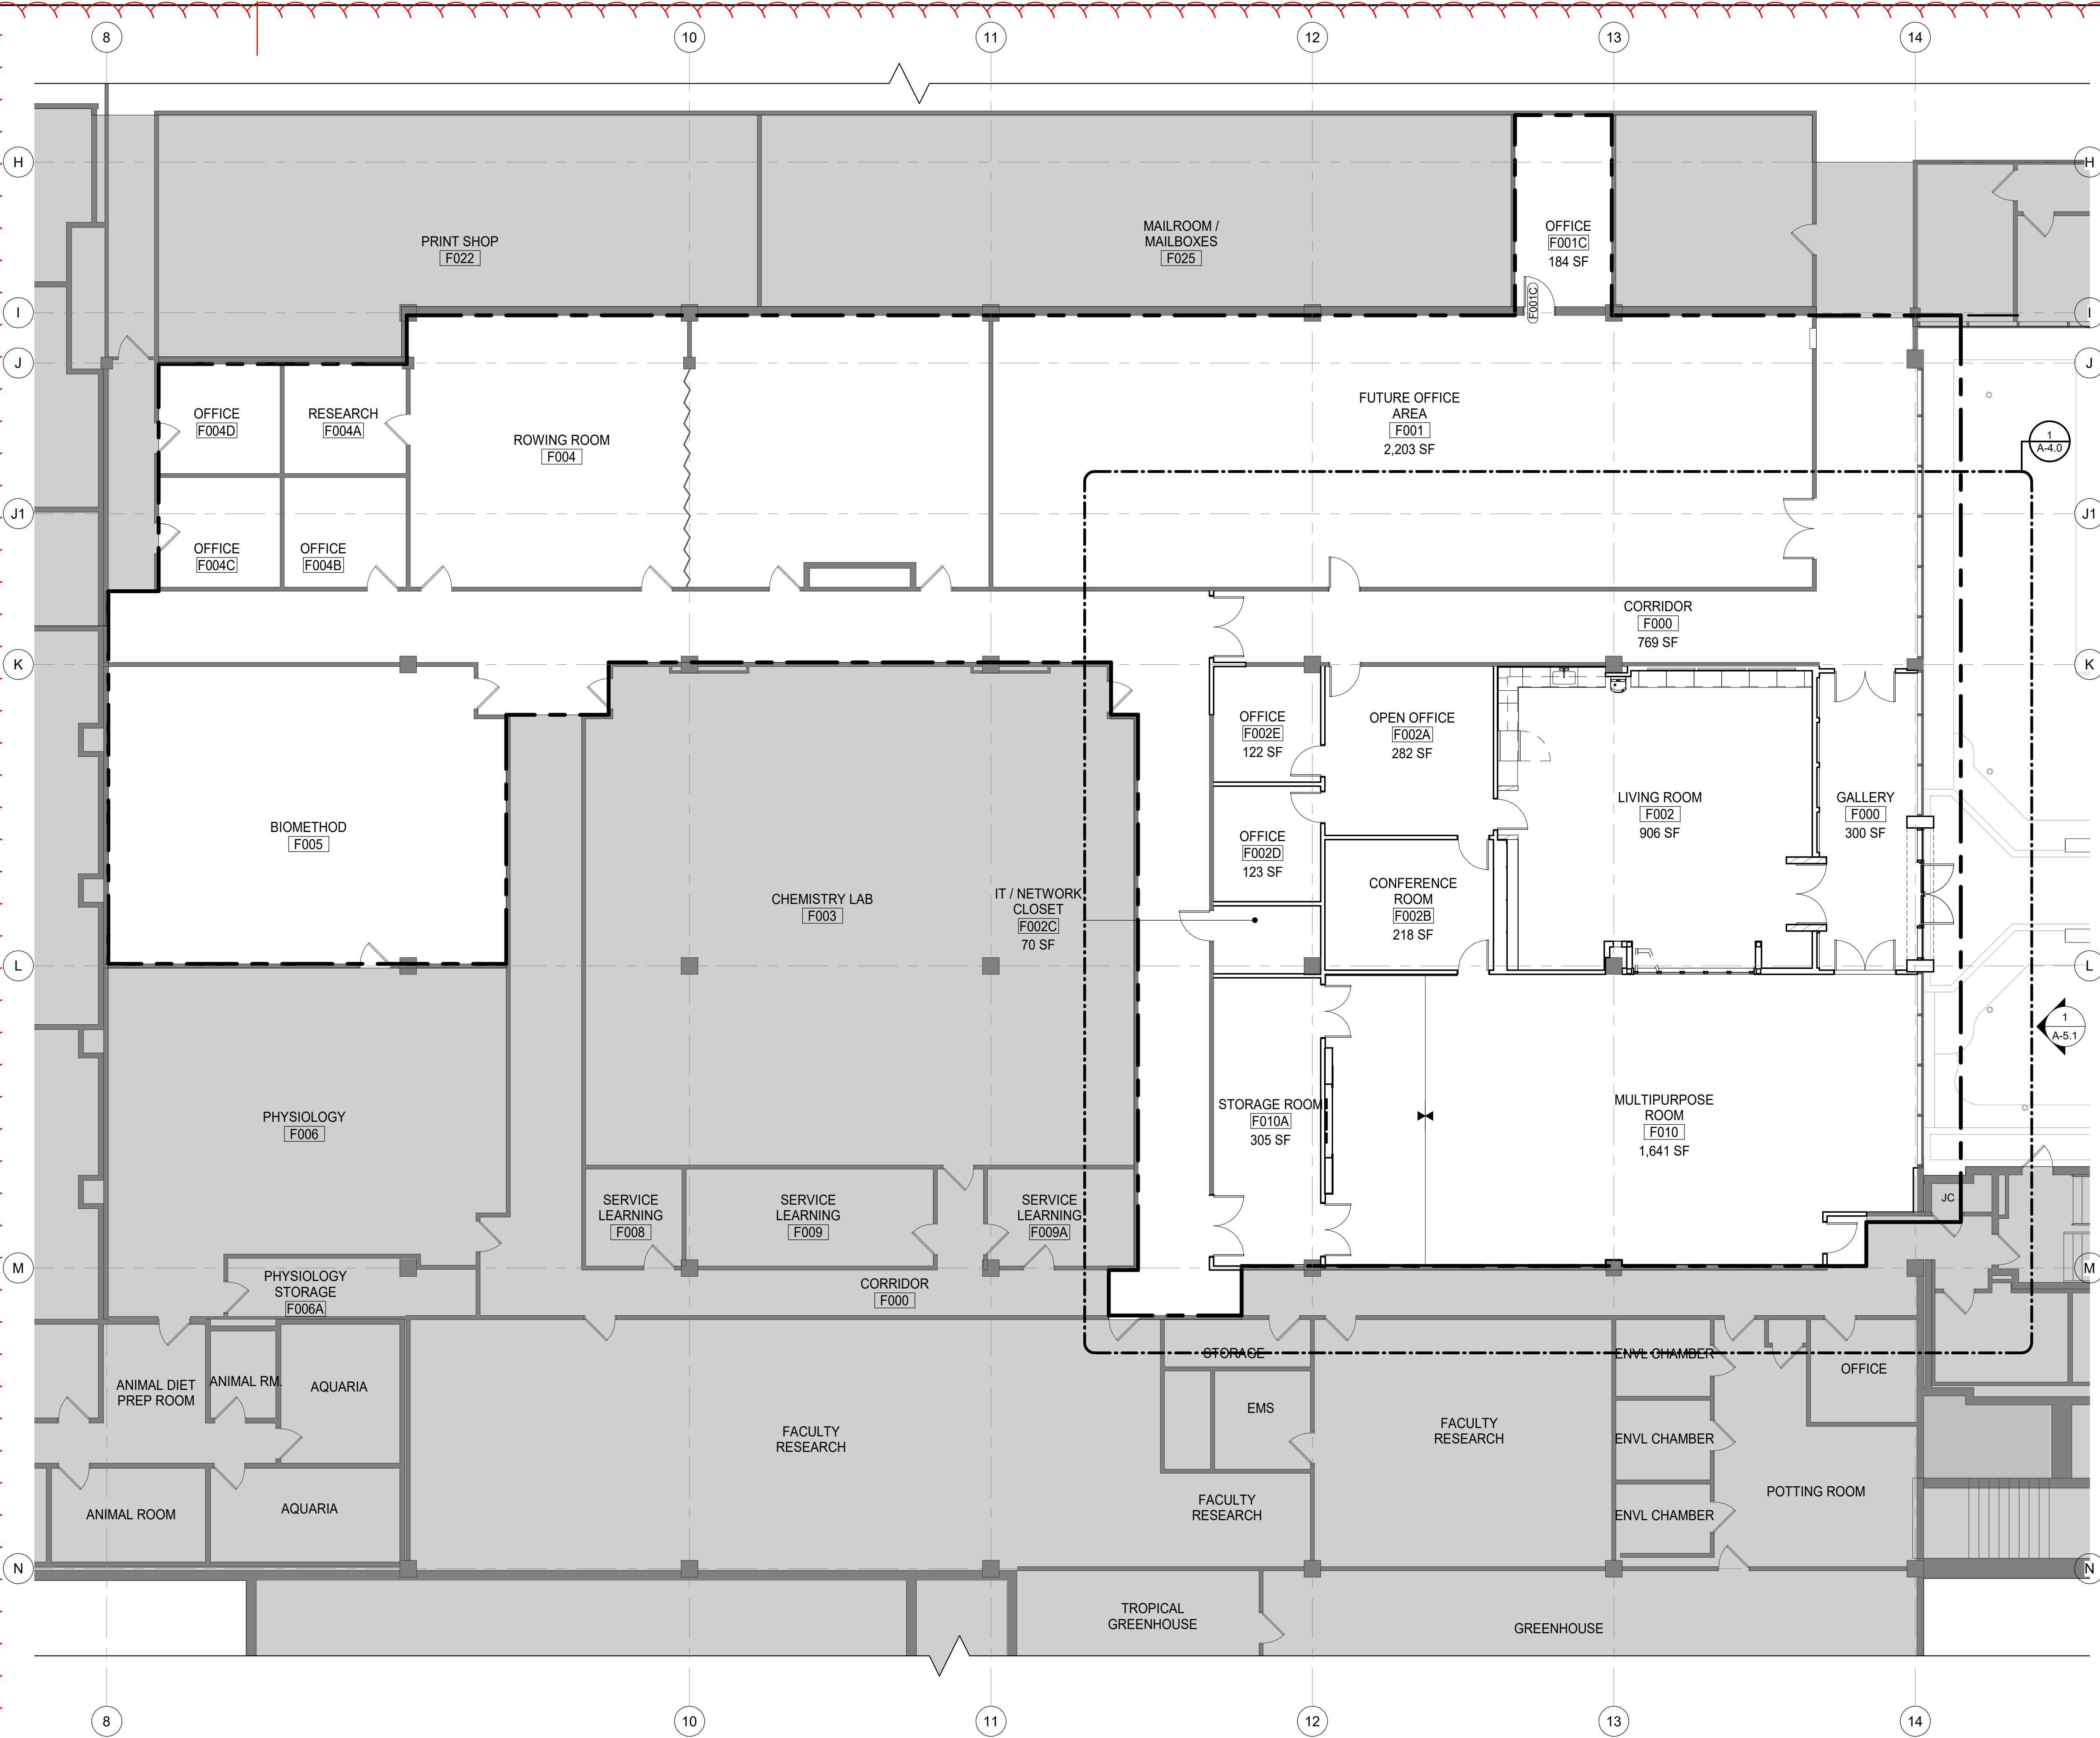 8
10
11
12
13
14
H
H
PRINT SHOP
F022
MAILROOM /
MAILBOXES
F025
OFFICE
F001C
184 SF
F001C
I
I
J
J
OFFICE
F004D
RESEARCH
F004A
ROWING ROOM
F004
FUTURE OFFICE
AREA
F001
2,203 SF
1
A-4.0
J1
J1
OFFICE
F004C
OFFICE
F004B
CORRIDOR
F000
769 SF
K
K
OFFICE
F002E
122 SF
OPEN OFFICE
F002A
282 SF
BIOMETHOD
F005
LIVING ROOM
F002
906 SF
GALLERY
F000
300 SF
OFFICE
F002D
123 SF
CHEMISTRY LAB
F003
IT / NETWORK
CLOSET
F002C
70 SF
CONFERENCE
ROOM
F002B
218 SF
L
L
1
A-5.1
PHYSIOLOGY
F006
STORAGE ROOM
F010A
305 SF
MULTIPURPOSE
ROOM
F010
1,641 SF
SERVICE
LEARNING
F008
SERVICE
LEARNING
F009
SERVICE
LEARNING
F009A
JC
M
M
PHYSIOLOGY
STORAGE
F006A
CORRIDOR
F000
STORAGE
ENVL CHAMBER
OFFICE
ANIMAL DIET
PREP ROOM
ANIMAL RM.
AQUARIA
EMS
FACULTY
RESEARCH
FACULTY
RESEARCH
ENVL CHAMBER
POTTING ROOM
ANIMAL ROOM
AQUARIA
FACULTY
RESEARCH
ENVL CHAMBER
N
N
TROPICAL
GREENHOUSE
GREENHOUSE
8
10
11
12
13
14